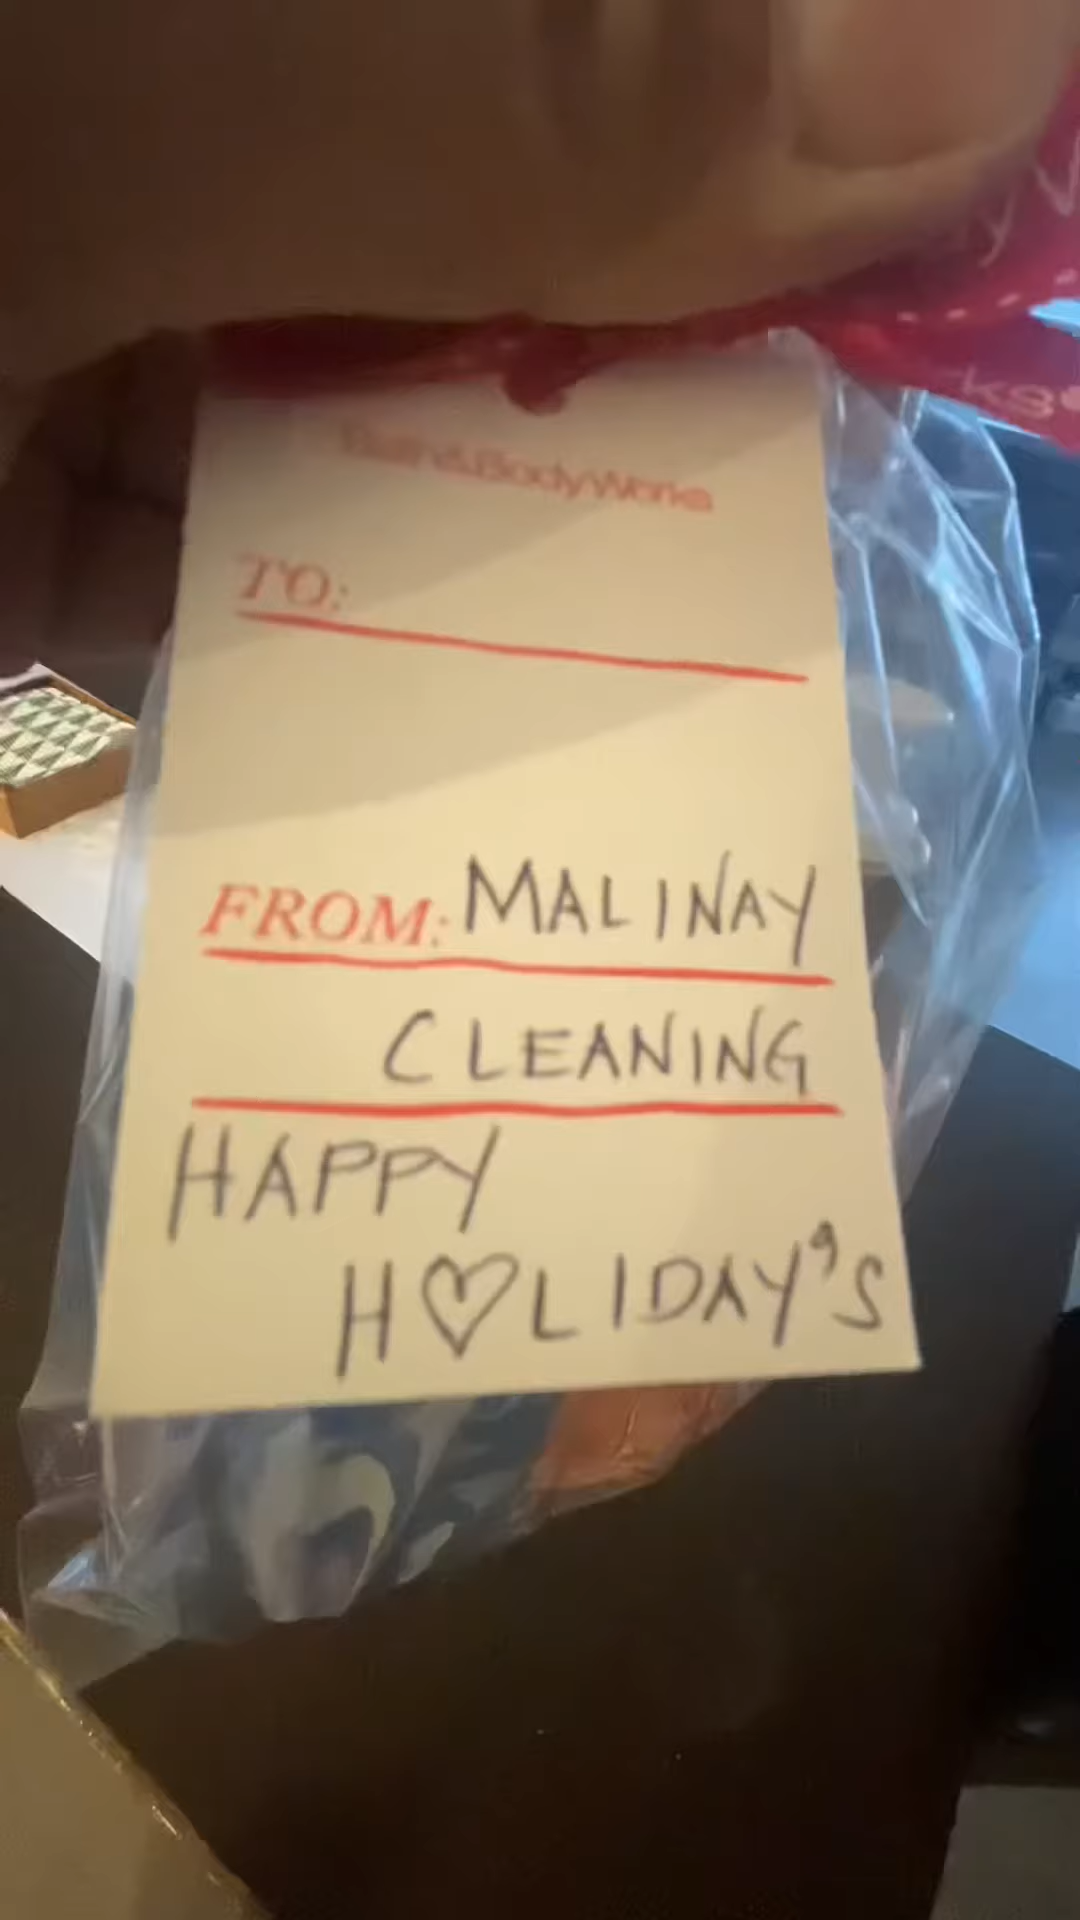 Bath&BodyWorks
TO:
FROM: MALINAY
CLEANING
HAPPY
H♡LIDAY'S